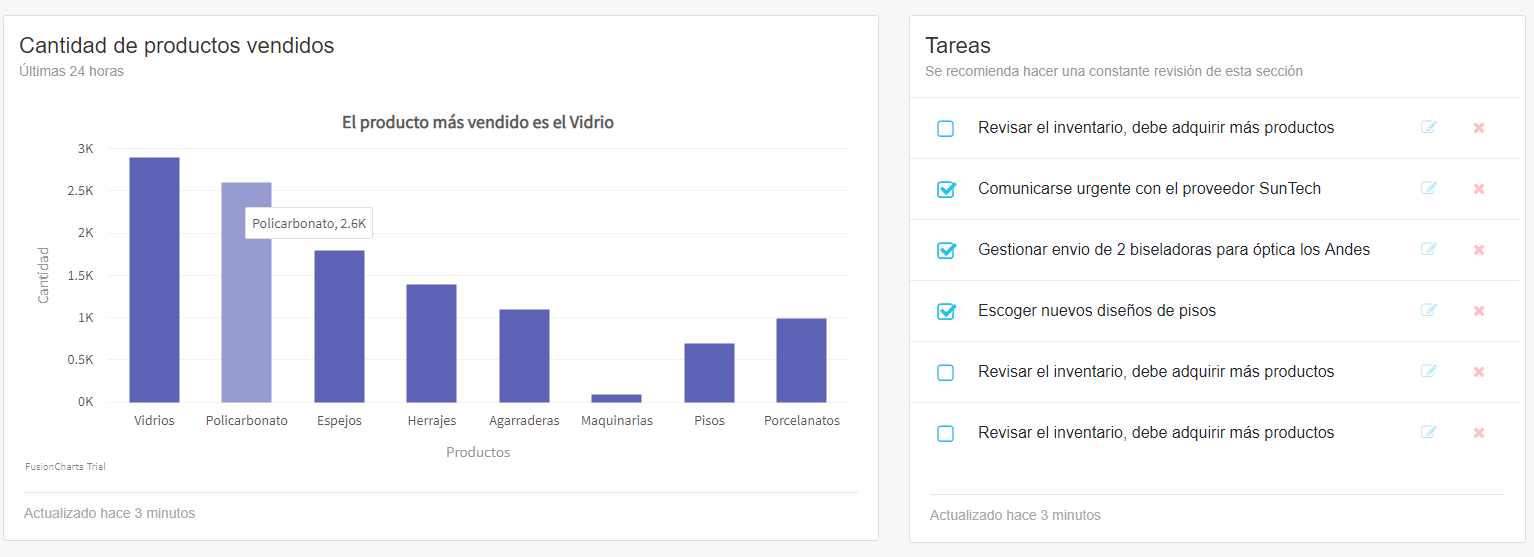 Cantidad de productos vendidos
Últimas 24 horas
El producto más vendido es el Vidrio
3K
2.5K
2K
1.5K
1K
0.5K
0K
Cantidad
Policarbonato, 2.6K
Vidrios Policarbonato Espejos Herrajes Agarraderas Maquinarias Pisos Porcelanatos
Productos
FusionCharts Trial
Actualizado hace 3 minutos
Tareas
Se recomienda hacer una constante revisión de esta sección
Revisar el inventario, debe adquirir más productos
Comunicarse urgente con el proveedor SunTech
Gestionar envio de 2 biseladoras para óptica los Andes
Escoger nuevos diseños de pisos
Revisar el inventario, debe adquirir más productos
Revisar el inventario, debe adquirir más productos
Actualizado hace 3 minutos